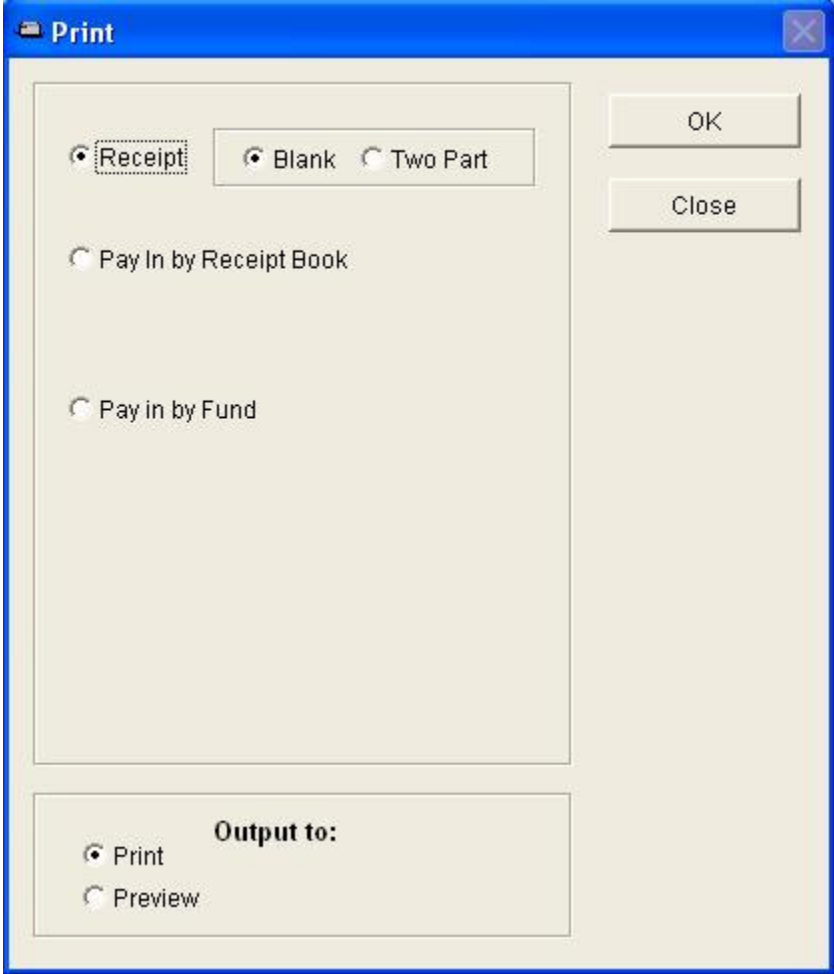 Print
OK
Receipt Blank Two Part
Close
Pay In by Receipt Book
Pay in by Fund
Output to:
Print
Preview